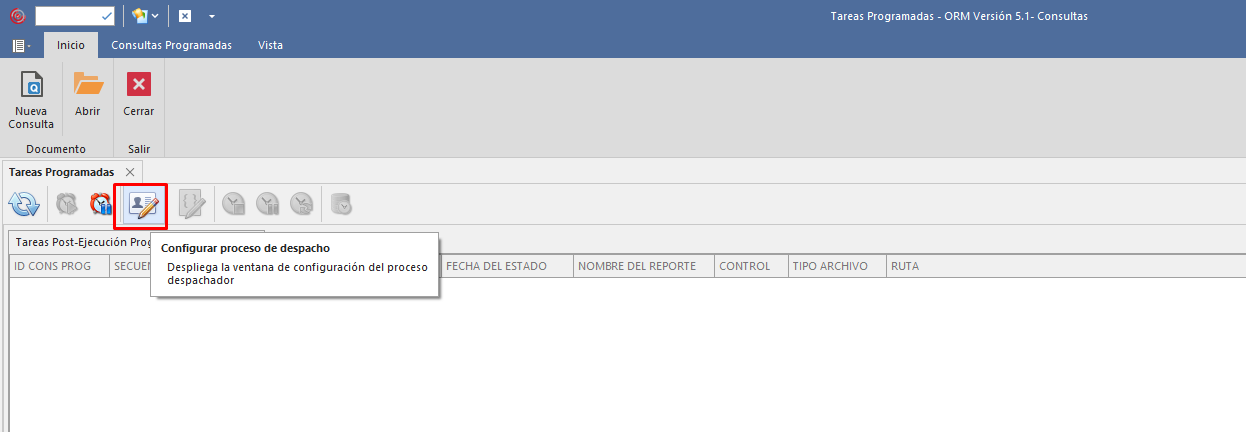 Tareas Programadas - ORM Versión 5.1- Consultas
Inicio
Consultas Programadas
Vista
Nueva
Consulta
Abrir
Cerrar
Documento
Salir
Tareas Programadas
Tareas Post-Ejecución
Configurar proceso de despacho
Despliega la ventana de configuración del proceso
despachador
ID CONS PROG
FECHA DEL ESTADO
NOMBRE DEL REPORTE
CONTROL
TIPO ARCHIVO
RUTA